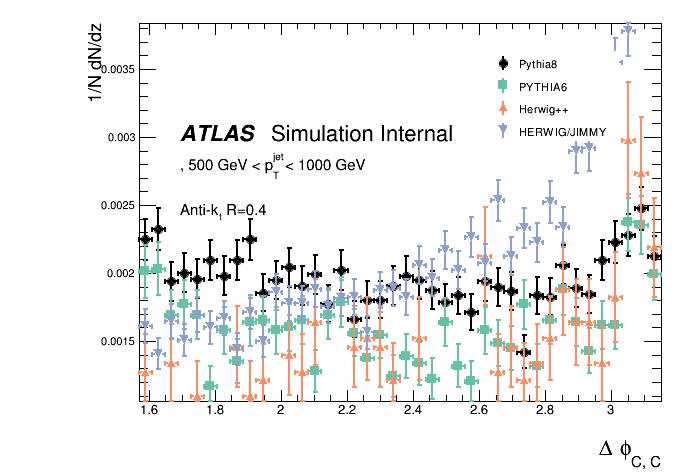 1/N dN/dz
0.0035
0.003
0.0025
0.002
0.0015
ATLAS Simulation Internal
, 500 GeV < p_T^jet < 1000 GeV
Anti-k_t R=0.4
Pythia8
PYTHIA6
Herwig++
HERWIG/JIMMY
1.6 1.8 2 2.2 2.4 2.6 2.8 3
Δ ϕ_C, C